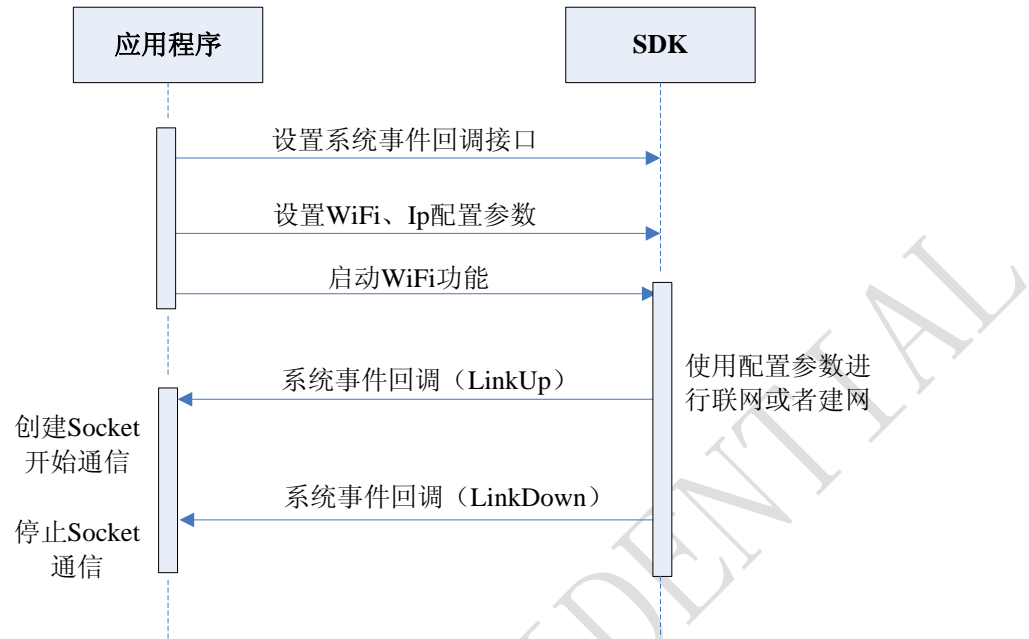 应用程序
SDK
设置系统事件回调接口
设置WiFi、Ip配置参数
启动WiFi功能
使用配置参数进
行联网或者建网
系统事件回调（LinkUp）
创建Socket
开始通信
系统事件回调（LinkDown）
停止Socket
通信
DENTIAL